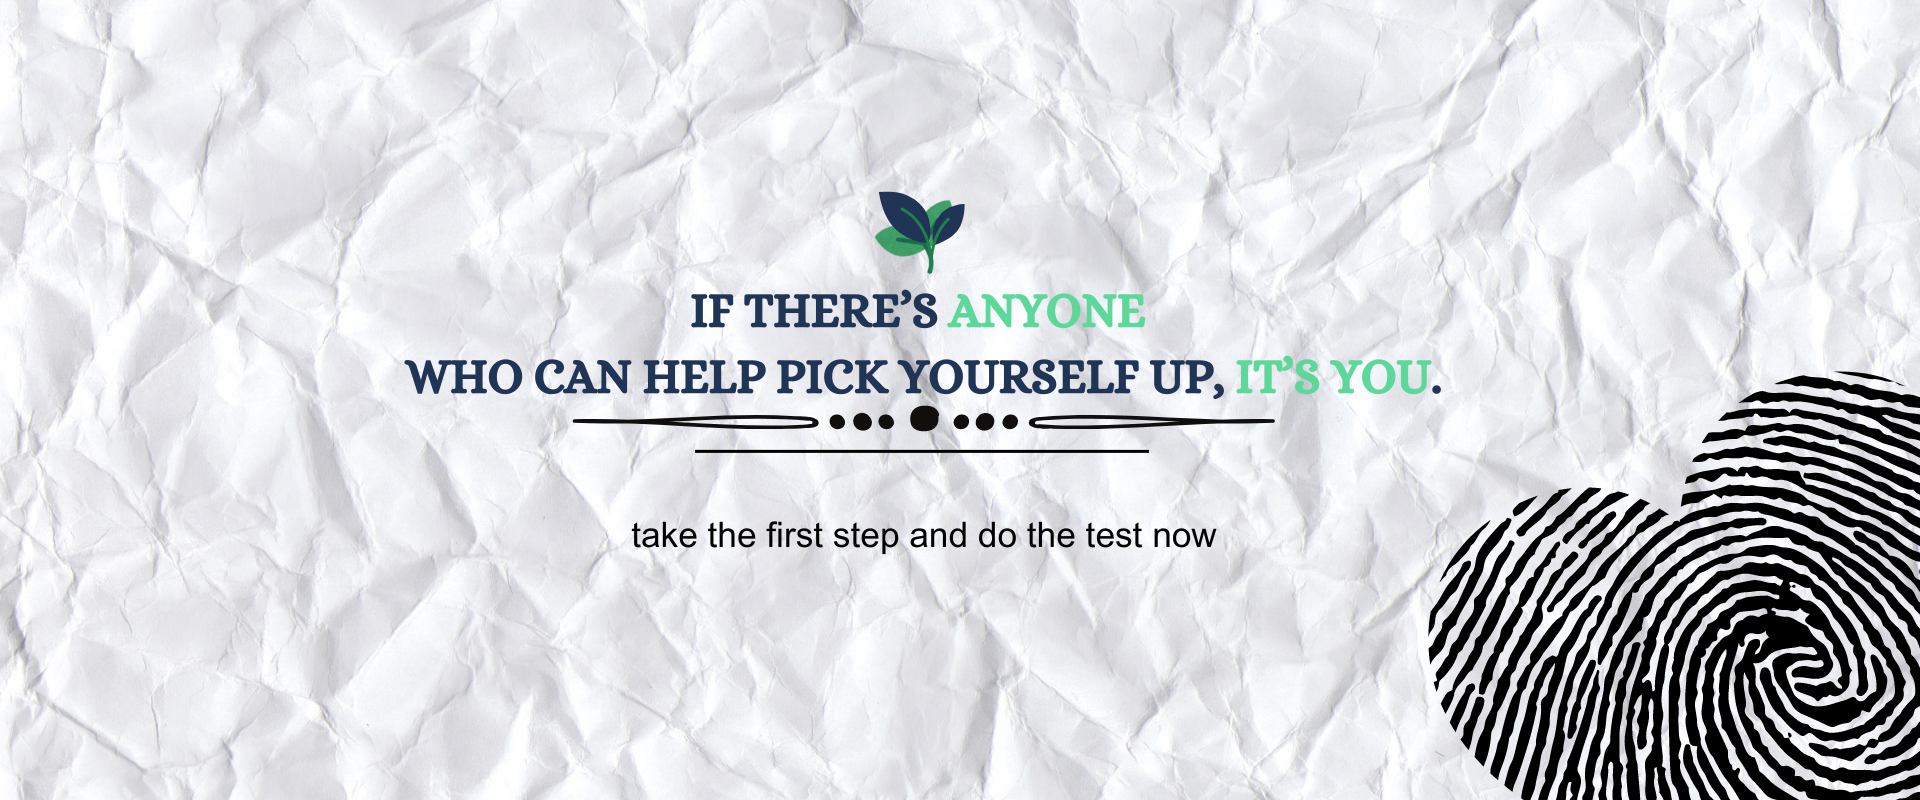 IF THERE’S ANYONE
WHO CAN HELP PICK YOURSELF UP, IT’S YOU.
take the first step and do the test now